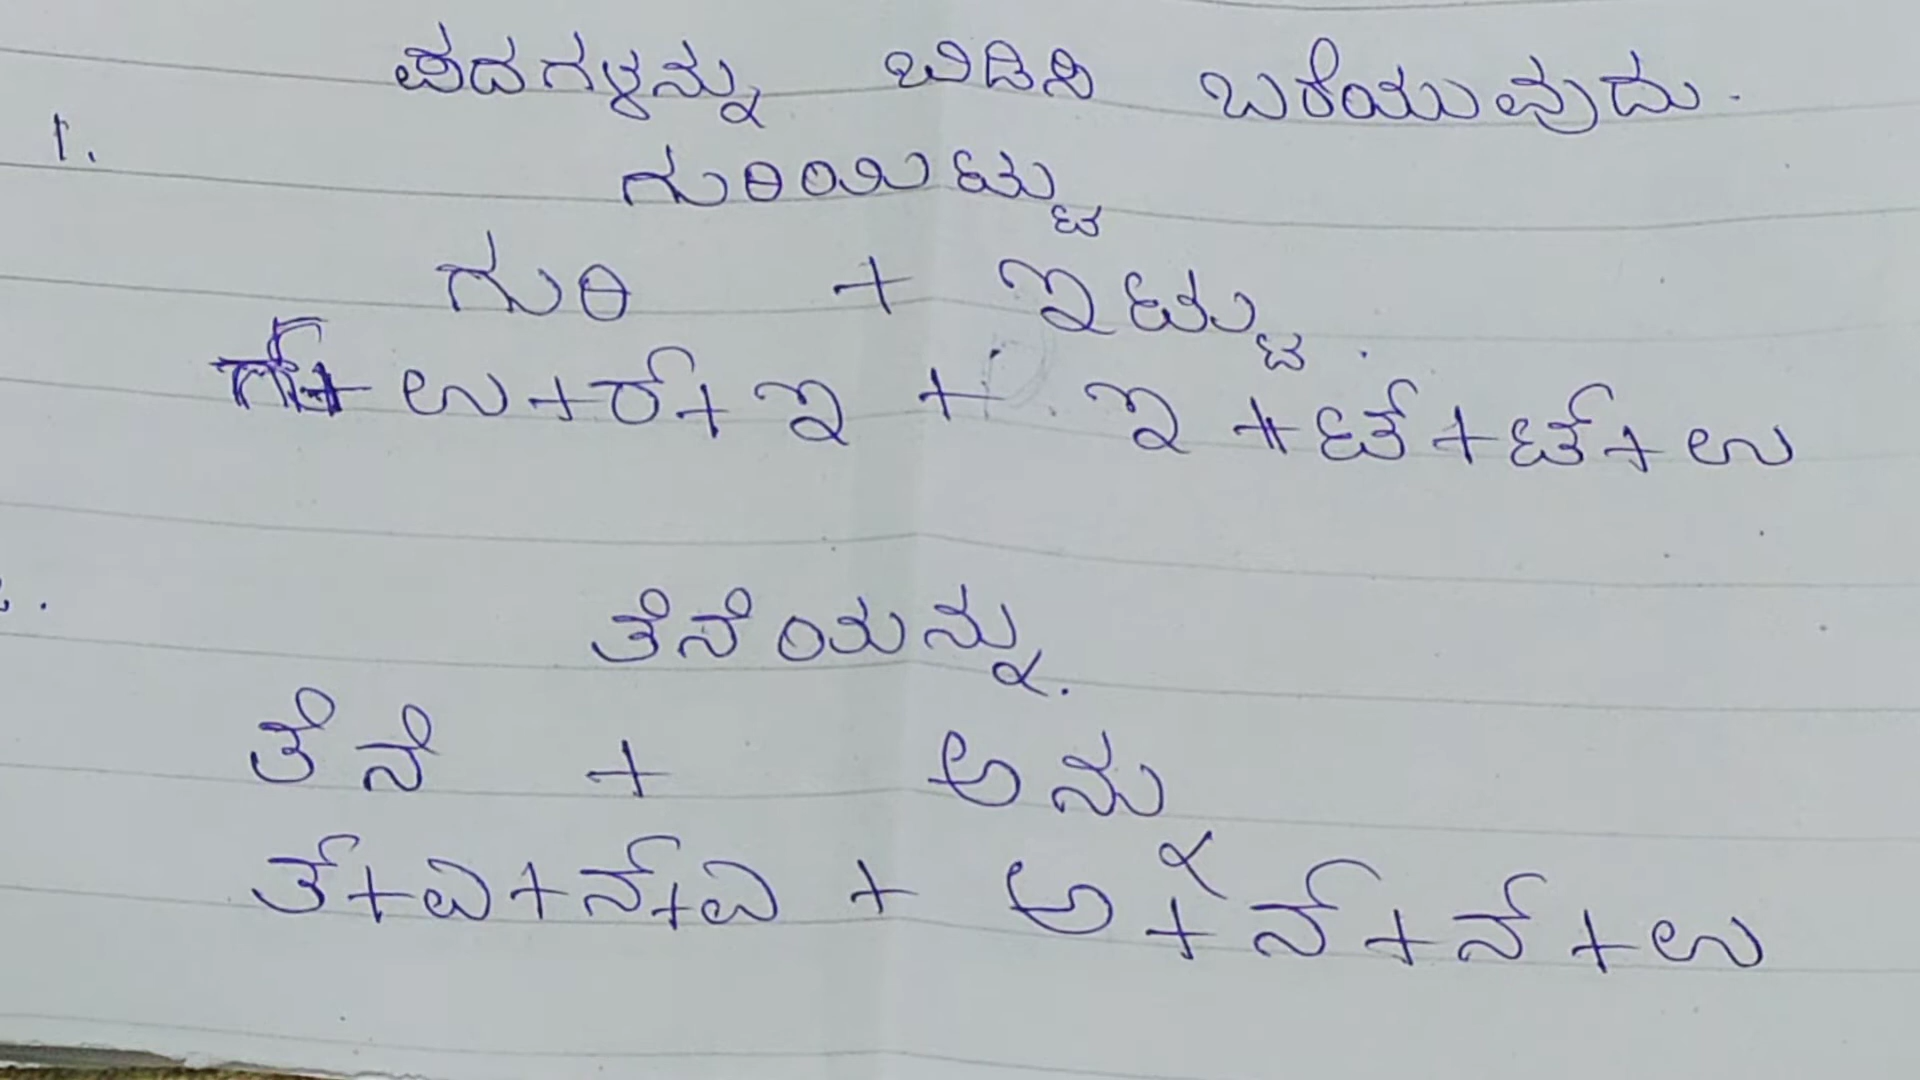 ಪದಗಳನ್ನು ಬಿಡಿಸಿ ಬರೆಯುವುದು.
1. ಗುರಿಯಿಟ್ಟು
ಗುರಿ + ಇಟ್ಟು.
ಗ್+ ಉ+ರ್+ಇ + ಇ +ಟ್+ಟ್+ಉ
ತೆನೆಯನ್ನು.
ತೆನೆ + ಅನ್ನು
ತ್+ಎ+ನ್+ಎ + ಅ+ನ್+ನ್+ಉ